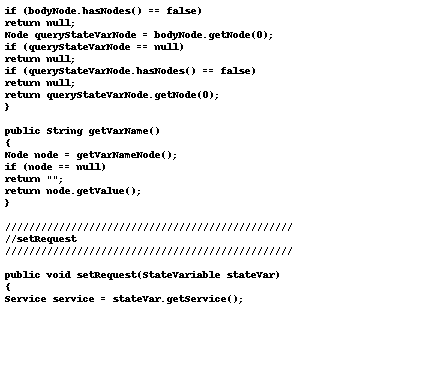 if (bodyNode.hasNodes() == false)
return null;
Node queryStateVarNode = bodyNode.getNode(0);
if (queryStateVarNode == null)
return null;
if (queryStateVarNode.hasNodes() == false)
return null;
return queryStateVarNode.getNode(0);
}

public String getVarName()
{
Node node = getVarNameNode();
if (node == null)
return "";
return node.getValue();
}

////////////////////////////////////////////////
//setRequest
////////////////////////////////////////////////

public void setRequest(StateVariable stateVar)
{
Service service = stateVar.getService();